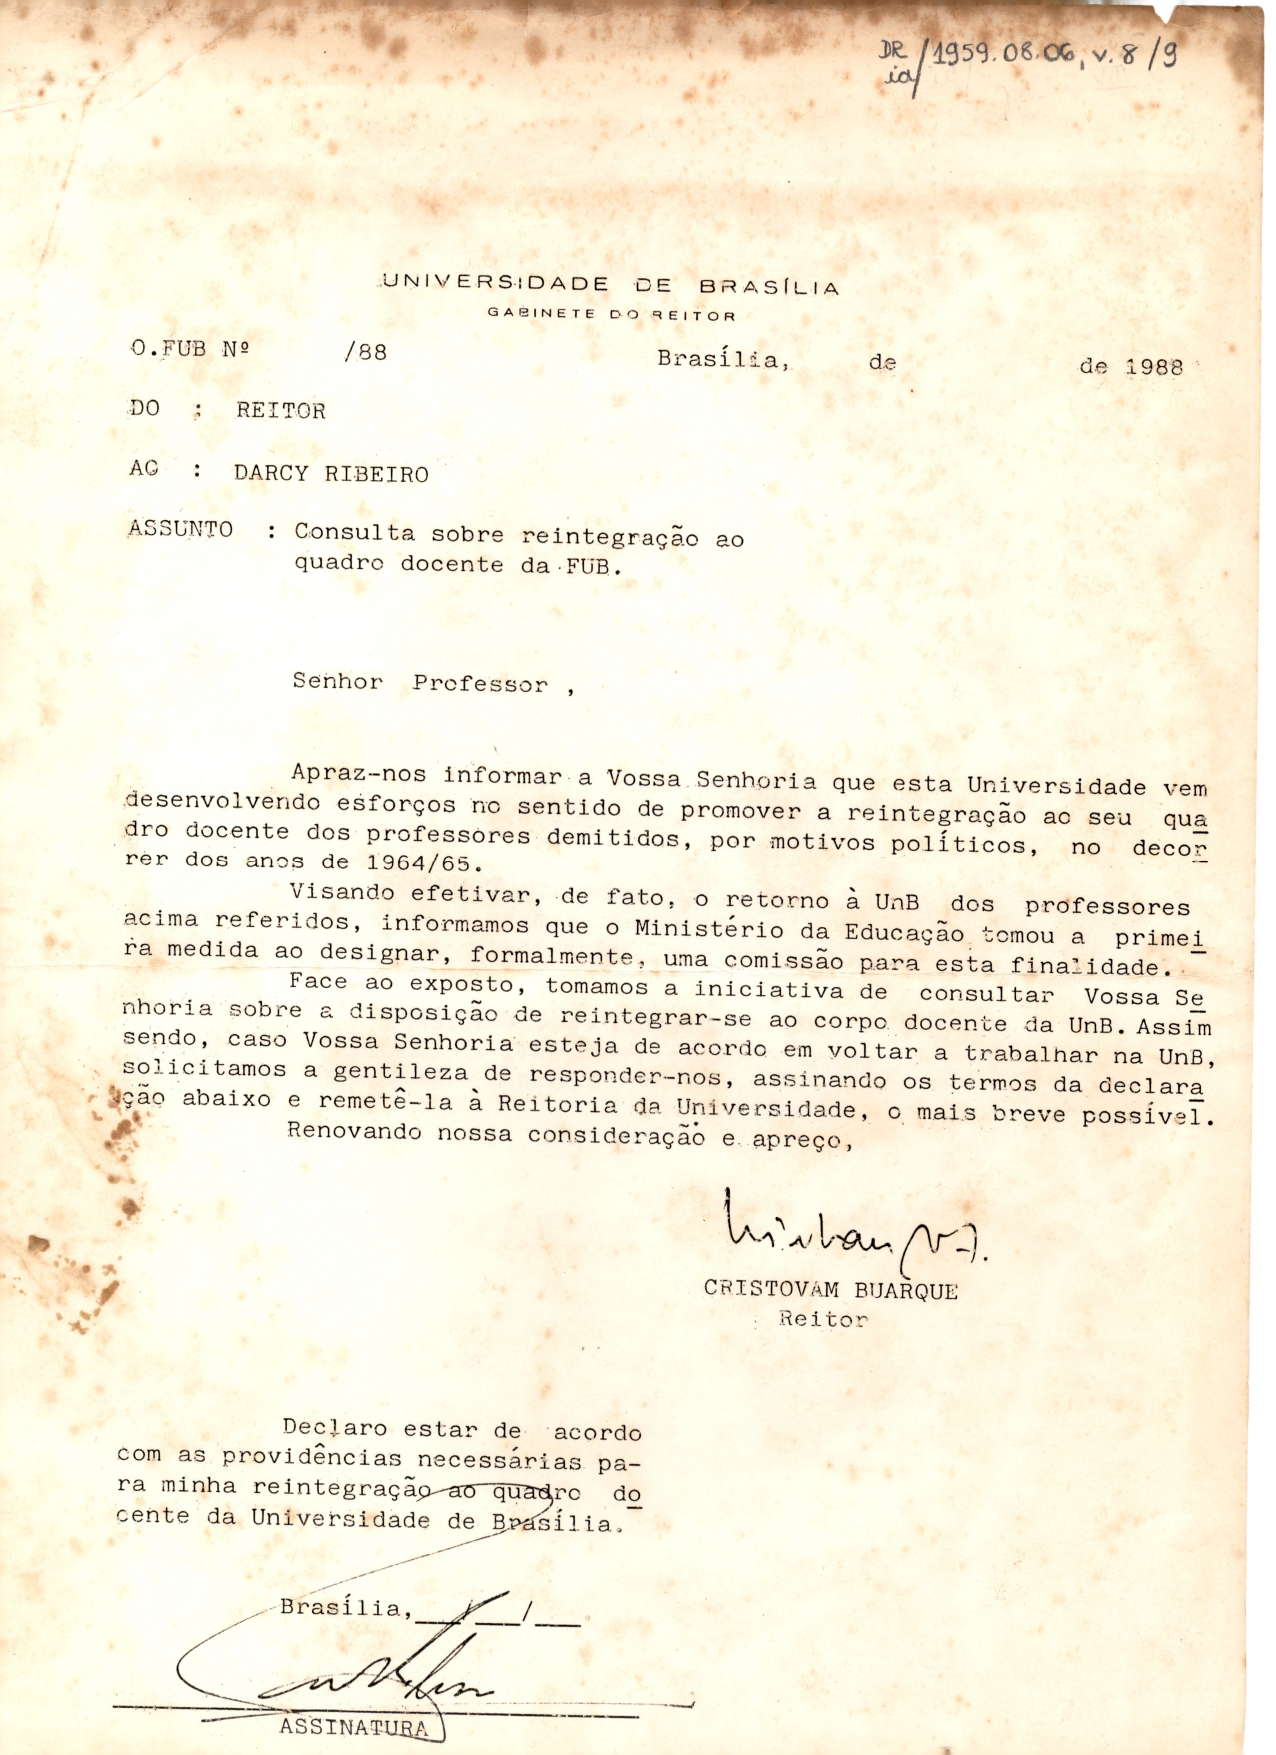 DR/1959.08.06, v. 8/9
id
UNIVERSIDADE DE BRASÍLIA
GABINETE DO REITOR
O.FUB Nº /88 Brasília, de de 1988
DO : REITOR
AO : DARCY RIBEIRO
ASSUNTO : Consulta sobre reintegração ao
quadro docente da FUB.
Senhor Professor ,
Apraz-nos informar a Vossa Senhoria que esta Universidade vem
desenvolvendo esforços no sentido de promover a reintegração ao seu qua
dro docente dos professores demitidos, por motivos políticos, no decor
rer dos anos de 1964/65.
Visando efetivar, de fato, o retorno à UnB dos professores
acima referidos, informamos que o Ministério da Educação tomou a primei
ra medida ao designar, formalmente, uma comissão para esta finalidade.
Face ao exposto, tomamos a iniciativa de consultar Vossa Se
nhoria sobre a disposição de reintegrar-se ao corpo docente da UnB. Assim
sendo, caso Vossa Senhoria esteja de acordo em voltar a trabalhar na UnB,
solicitamos a gentileza de responder-nos, assinando os termos da declara
ção abaixo e remetê-la à Reitoria da Universidade, o mais breve possível.
Renovando nossa consideração e apreço,
CRISTOVAM BUARQUE
Reitor
Declaro estar de acordo
com as providências necessárias pa-
ra minha reintegração ao quadro do
cente da Universidade de Brasília.
Brasília,__/__/__
ASSINATURA